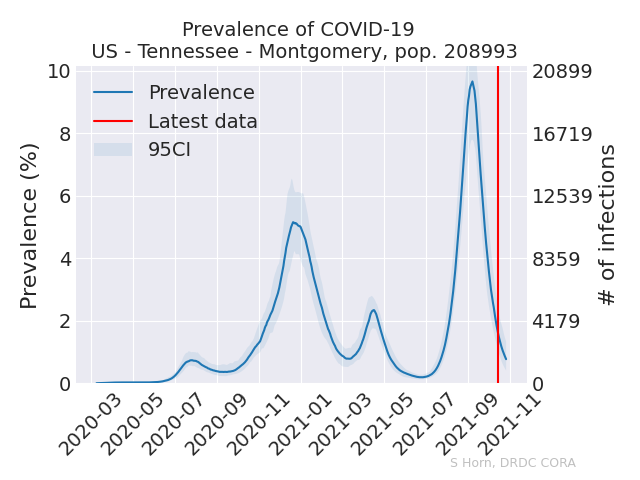 Prevalence of COVID-19
US - Tennessee - Montgomery, pop. 208993
Prevalence (%)
10
8
6
4
2
0
Prevalence
Latest data
95CI
20899
16719
12539
8359
4179
0
# of infections
2020-03
2020-05
2020-07
2020-09
2020-11
2021-01
2021-03
2021-05
2021-07
2021-09
2021-11
S Horn, DRDC CORA